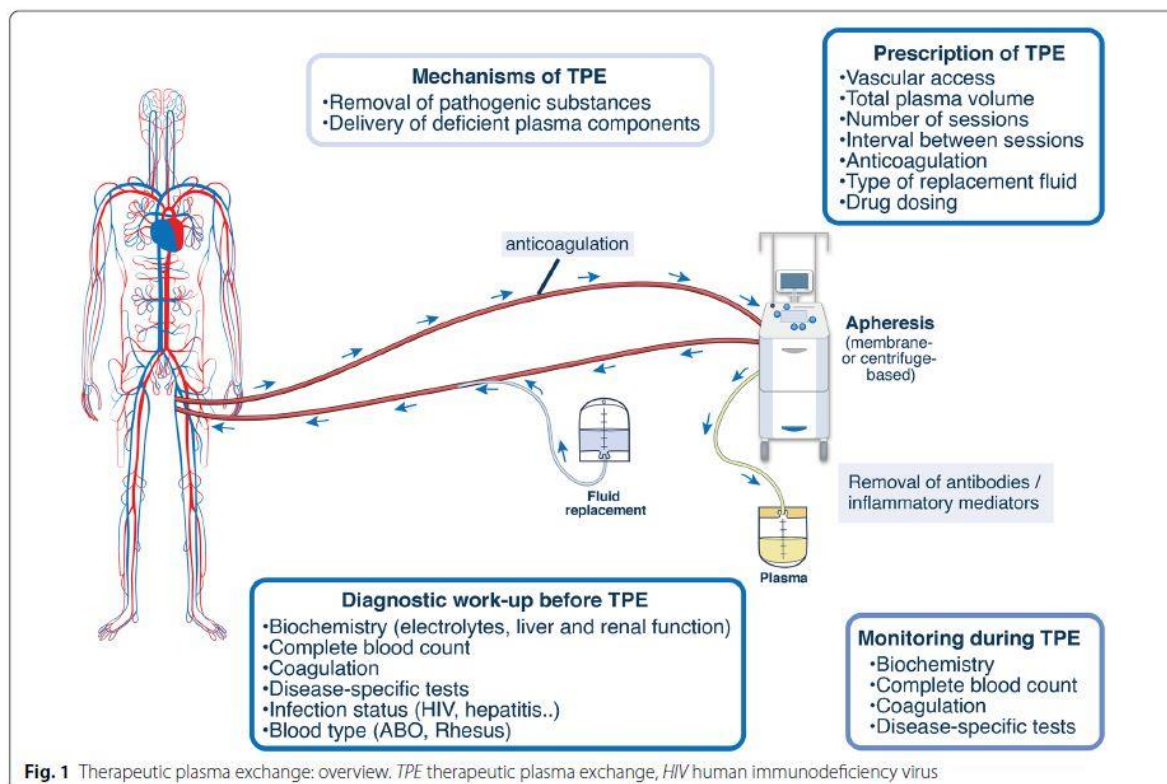 Mechanisms of TPE
•Removal of pathogenic substances
•Delivery of deficient plasma components
Prescription of TPE
•Vascular access
•Total plasma volume
•Number of sessions
•Interval between sessions
•Anticoagulation
•Type of replacement fluid
•Drug dosing
anticoagulation
Apheresis
(membrane-
or centrifuge-
based)
Fluid
replacement
Removal of antibodies /
inflammatory mediators
Plasma
Diagnostic work-up before TPE
•Biochemistry (electrolytes, liver and renal function)
•Complete blood count
•Coagulation
•Disease-specific tests
•Infection status (HIV, hepatitis..)
•Blood type (ABO, Rhesus)
Monitoring during TPE
•Biochemistry
•Complete blood count
•Coagulation
•Disease-specific tests
Fig. 1 Therapeutic plasma exchange: overview. TPE therapeutic plasma exchange, HIV human immunodeficiency virus